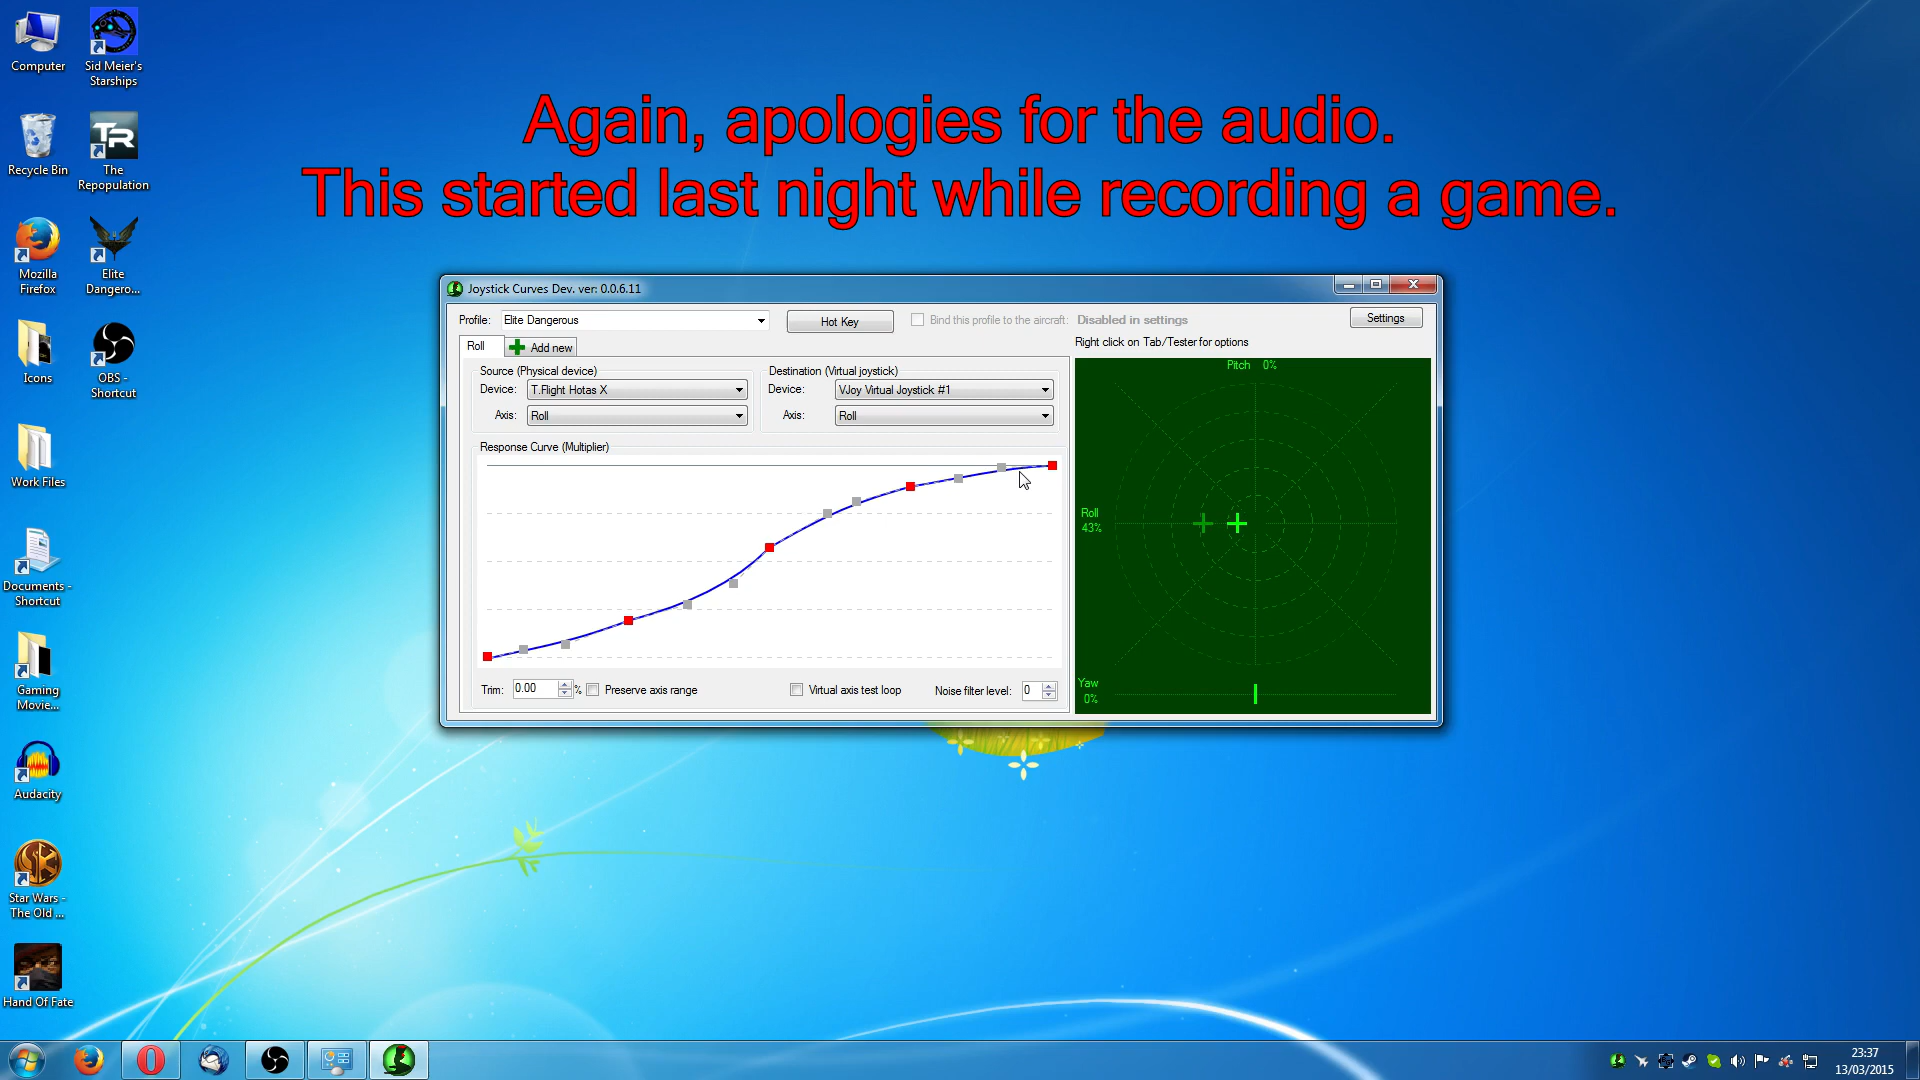 Computer
Sid Meier's
Starships
Recycle Bin
TR
The
Repopulation
Mozilla
Firefox
Elite
Dangero...
Icons
OBS -
Shortcut
Work Files
Documents -
Shortcut
Gaming
Movie...
Audacity
Star Wars -
The Old ...
Hand Of Fate
Again, apologies for the audio.
This started last night while recording a game.
Joystick Curves Dev. ver: 0.0.6.11
Profile: Elite Dangerous Hot Key Bind this profile to the aircraft: Disabled in settings Settings
Roll Add new
Right click on Tab/Tester for options
Source (Physical device)
Device: T.Flight Hotas X
Axis: Roll
Destination (Virtual joystick)
Device: VJoy Virtual Joystick #1
Axis: Roll
Response Curve (Multiplier)
Trim: 0.00 % Preserve axis range Virtual axis test loop Noise filter level: 0
Pitch 0%
Roll
43%
Yaw
0%
23:37
13/03/2015